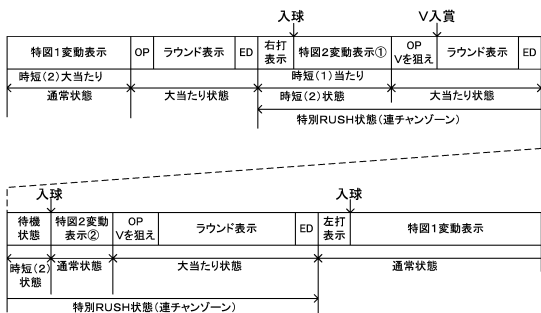 入球
V入賞
特図1変動表示
OP
ラウンド表示
ED
右打
表示
特図2変動表示①
OP
Vを狙え
ラウンド表示
ED
時短(2)大当たり
時短(1)当たり
通常状態
大当たり状態
時短(2)状態
大当たり状態
特別RUSH状態(連チャンゾーン)
入球
入球
待機
状態
特図2変動
表示②
OP
Vを狙え
ラウンド表示
ED
左打
表示
特図1変動表示
時短(2)
状態
通常状態
大当たり状態
通常状態
特別RUSH状態(連チャンゾーン)